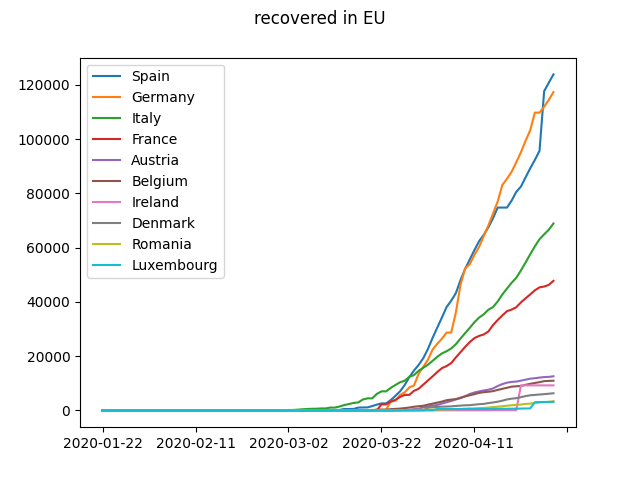 recovered in EU
120000
100000
80000
60000
40000
20000
0
Spain
Germany
Italy
France
Austria
Belgium
Ireland
Denmark
Romania
Luxembourg
2020-01-22 2020-02-11 2020-03-02 2020-03-22 2020-04-11